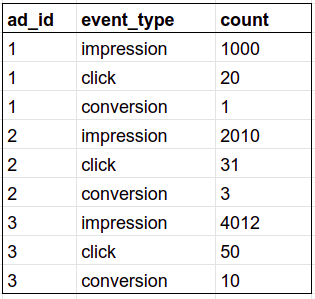 ad_id event_type count
1 impression 1000
1 click 20
1 conversion 1
2 impression 2010
2 click 31
2 conversion 3
3 impression 4012
3 click 50
3 conversion 10